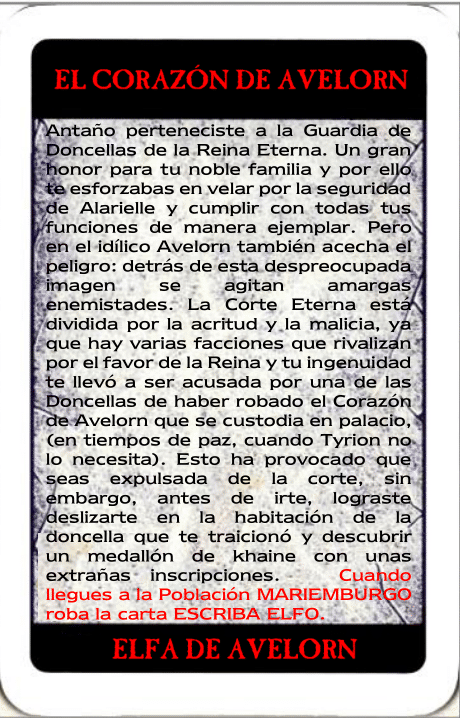 EL CORAZÓN DE AVELORN
Antaño perteneciste a la Guardia de
Doncellas de la Reina Eterna. Un gran
honor para tu noble familia y por ello
te esforzabas en velar por la seguridad
de Alarielle y cumplir con todas tus
funciones de manera ejemplar. Pero
en el idílico Avelorn también acecha el
peligro: detrás de esta despreocupada
imagen se agitan amargas
enemistades. La Corte Eterna está
dividida por la acritud y la malicia, ya
que hay varias facciones que rivalizan
por el favor de la Reina y tu ingenuidad
te llevó a ser acusada por una de las
Doncellas de haber robado el Corazón
de Avelorn que se custodia en palacio,
(en tiempos de paz, cuando Tyrion no
lo necesita). Esto ha provocado que
seas expulsada de la corte, sin
embargo, antes de irte, lograste
deslizarte en la habitación de la
doncella que te traicionó y descubrir
un medallón de khaine con unas
extrañas inscripciones. Cuando
llegues a la Población MARIEMBURGO
roba la carta ESCRIBA ELFO.
ELFA DE AVELORN